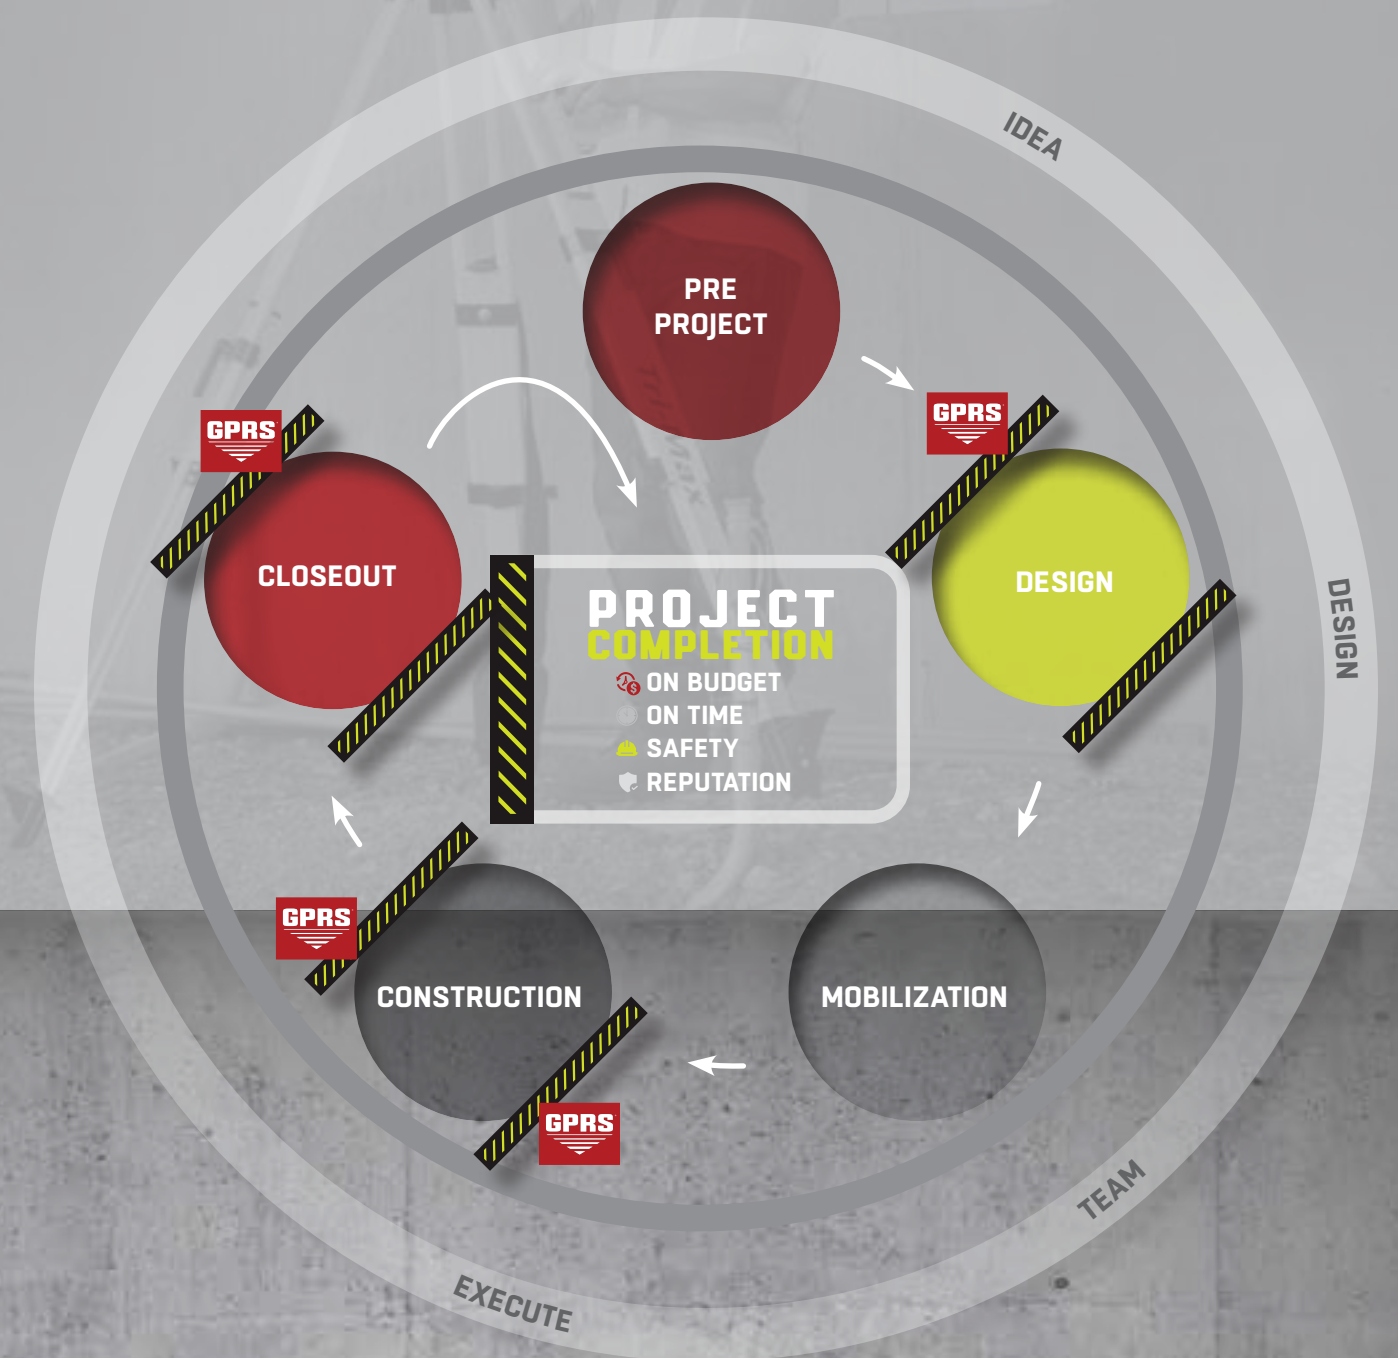 IDEA
PRE
PROJECT
GPRS
GPRS
CLOSEOUT
DESIGN
DESIGN
PROJECT
COMPLETION
ON BUDGET
ON TIME
SAFETY
REPUTATION
GPRS
CONSTRUCTION
MOBILIZATION
GPRS
TEAM
EXECUTE